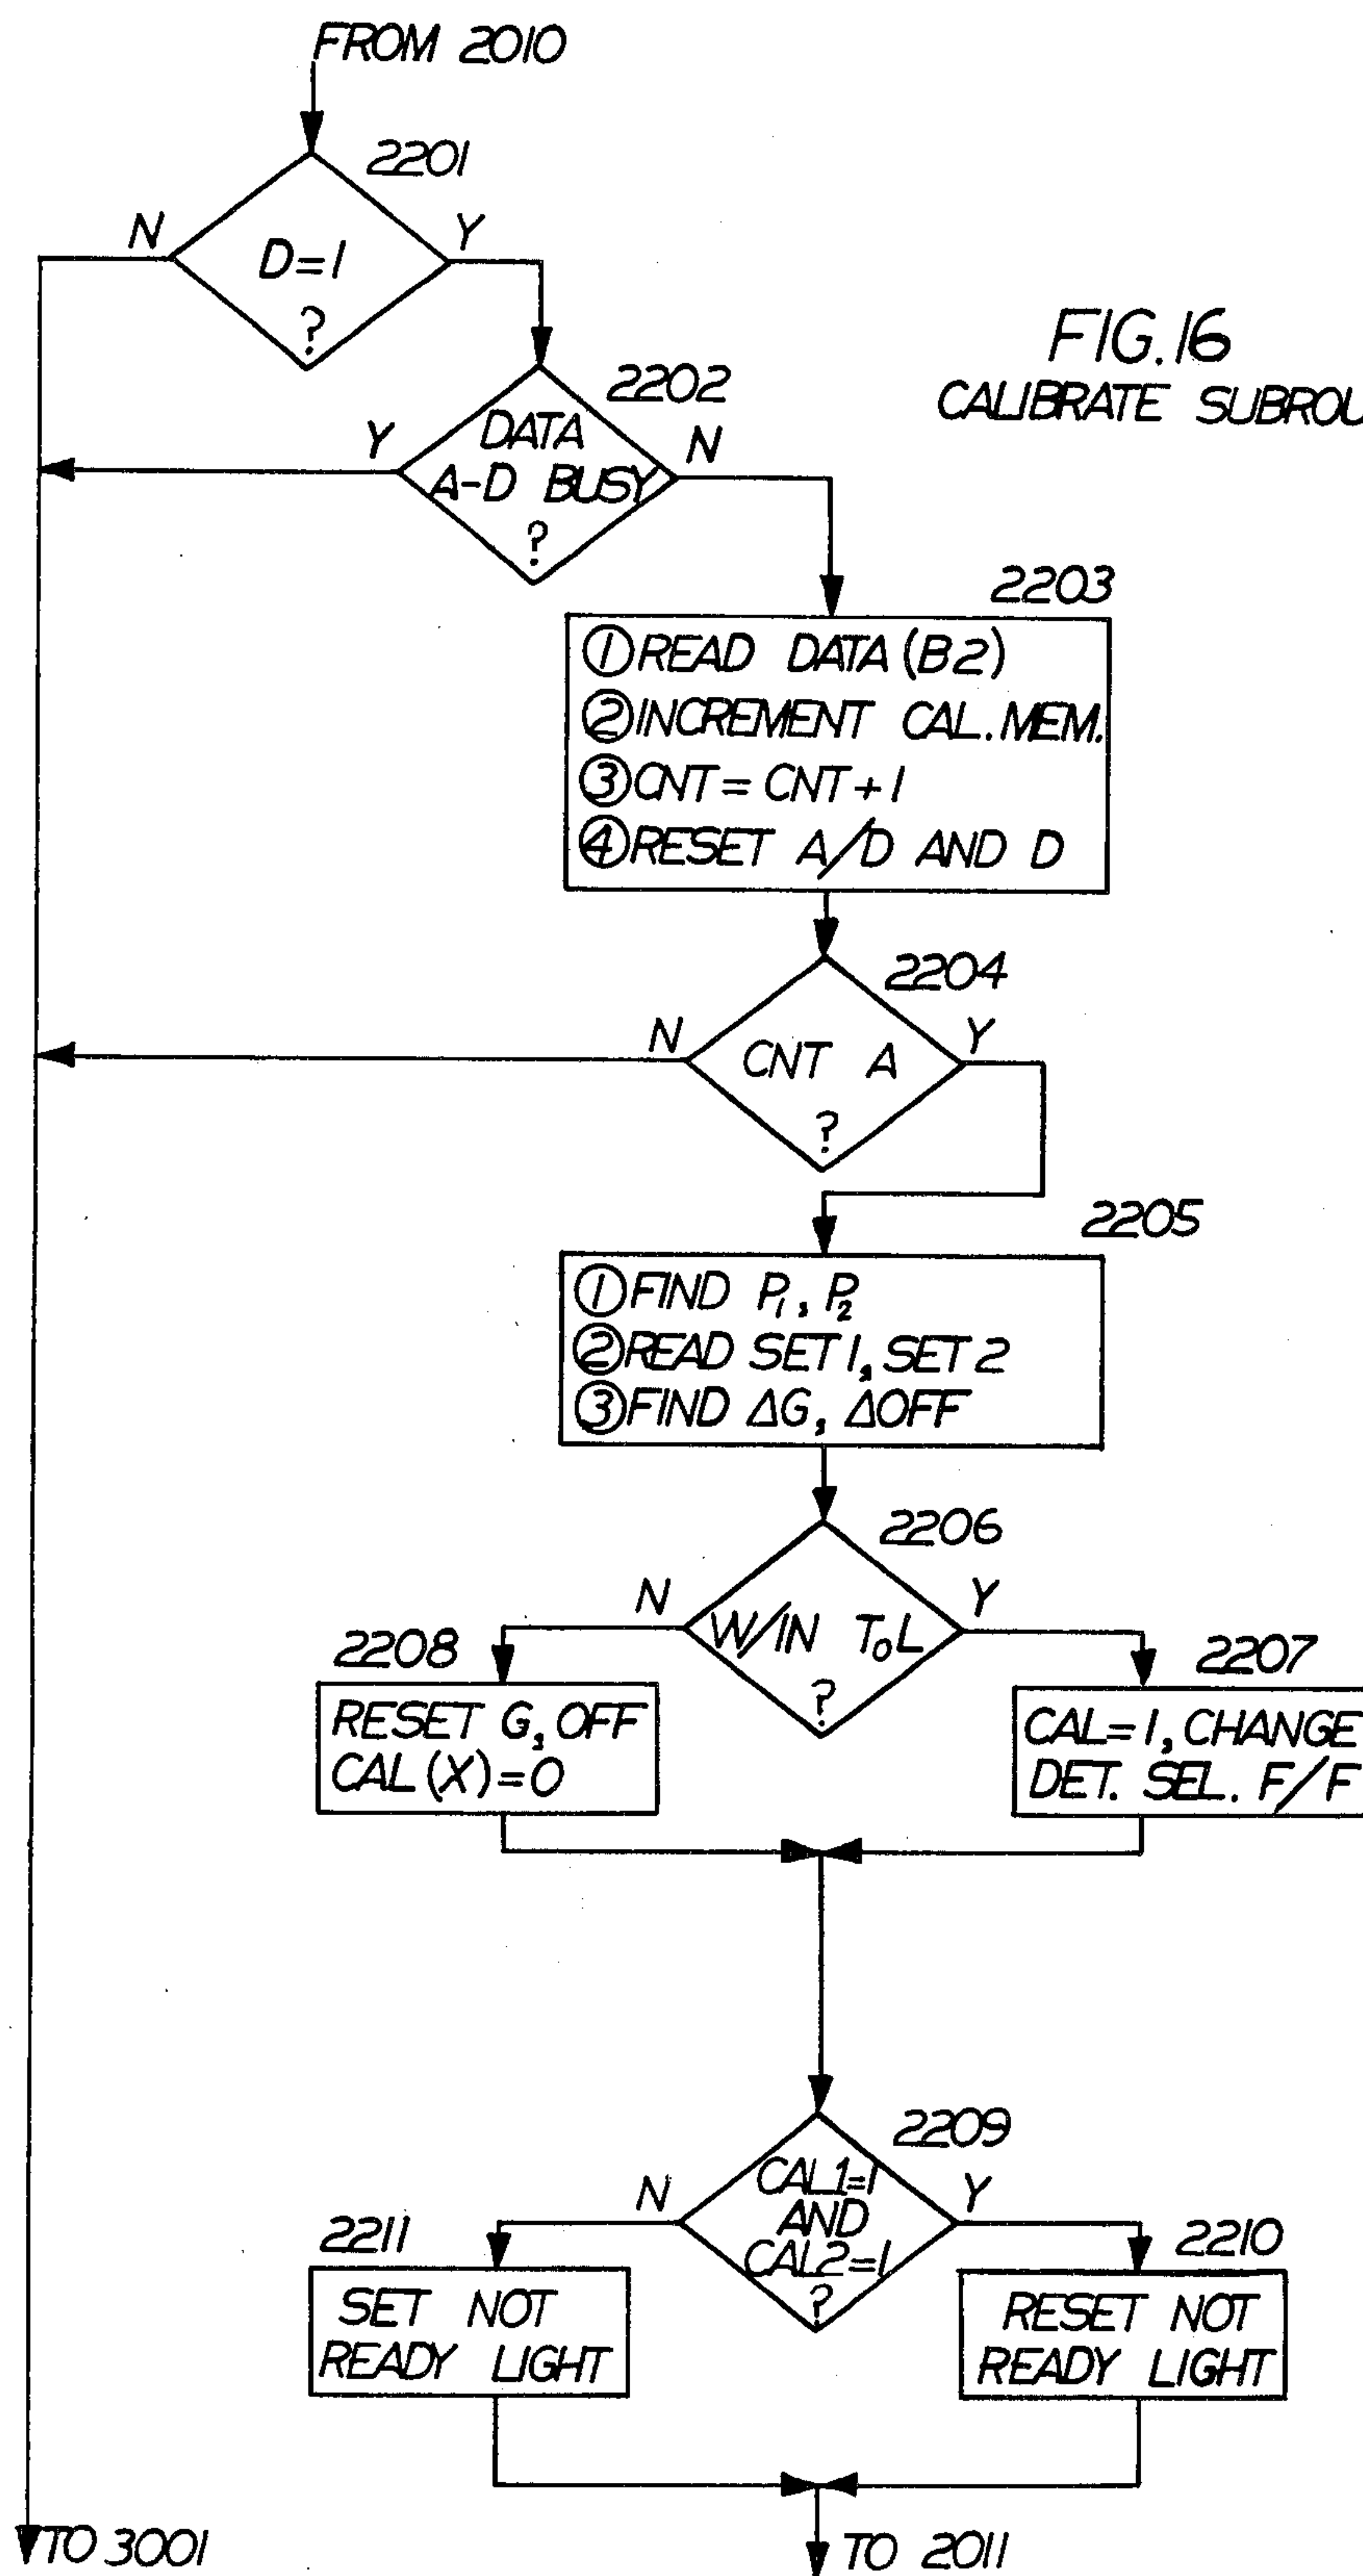 FROM 2010
2201
N
Y
D=1
?
FIG. 16
CALIBRATE SUBROU
2202
Y
DATA
N
A-D BUSY
?
2203
① READ DATA (B2)
② INCREMENT CAL. MEM.
③ CNT = CNT + 1
④ RESET A/D AND D
2204
N
Y
CNT A
?
2205
① FIND P₁, P₂
② READ SET 1, SET 2
③ FIND ΔG, ΔOFF
2206
N
Y
W/IN TₒL
?
2208
2207
RESET G, OFF
CAL (X) = 0
CAL=1, CHANGE
DET. SEL. F/F
2209
N
Y
CAL1=1
AND
CAL2=1
?
2211
2210
SET NOT
READY LIGHT
RESET NOT
READY LIGHT
TO 3001
TO 2011